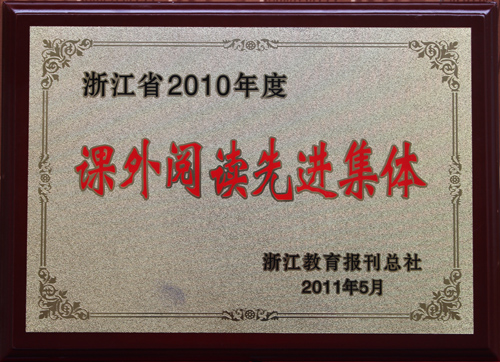 浙江省2010年度
课外阅读先进集体
浙江教育报刊总社
2011年5月